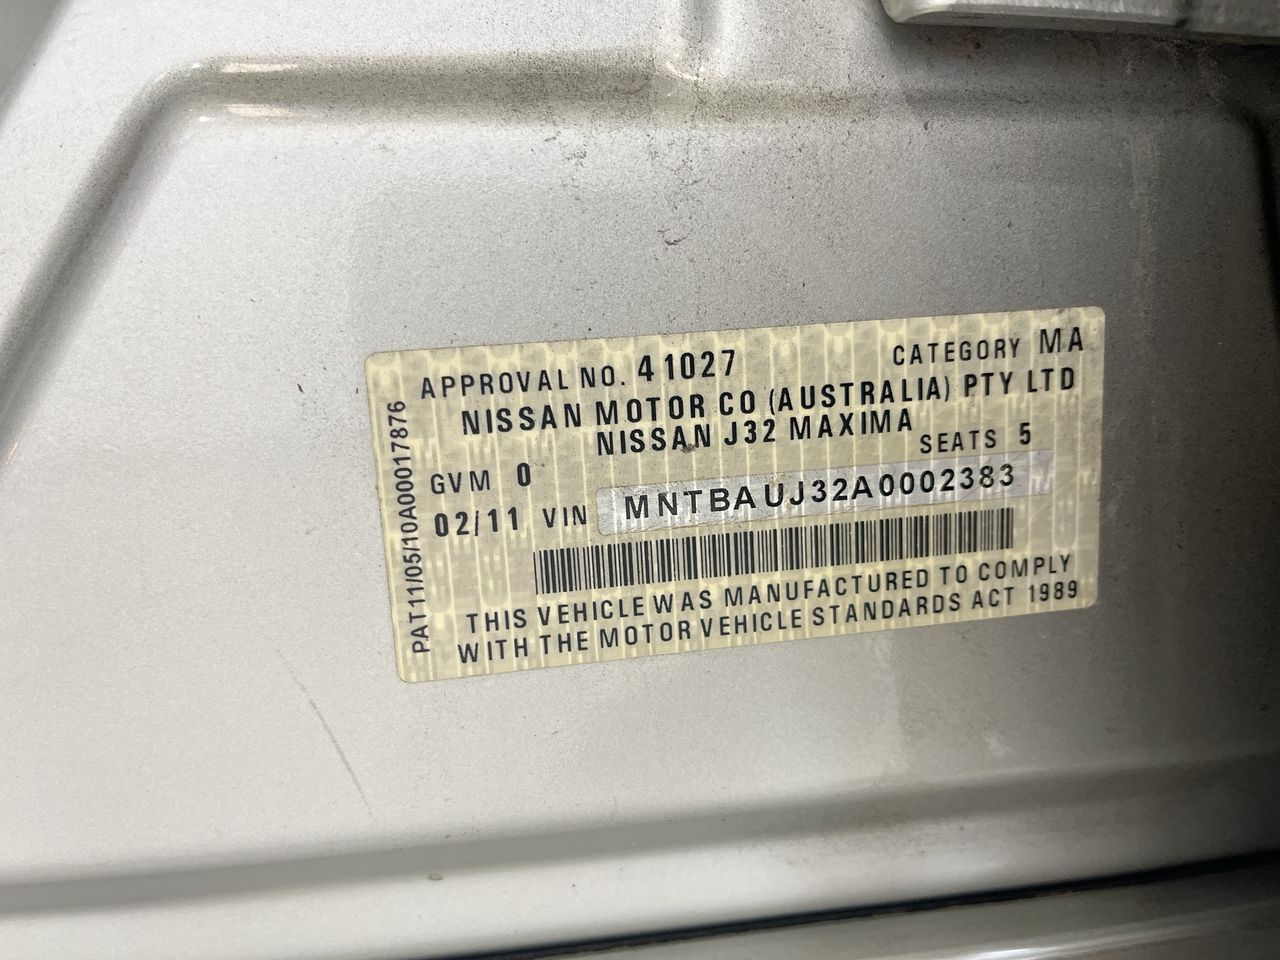 APPROVAL NO. 41027 CATEGORY MA
NISSAN MOTOR CO (AUSTRALIA) PTY LTD
NISSAN J32 MAXIMA
GVM 0 SEATS 5
02/11 VIN MNTBAUJ32A0002383
THIS VEHICLE WAS MANUFACTURED TO COMPLY
WITH THE MOTOR VEHICLE STANDARDS ACT 1989
PAT11/05/10A00017876